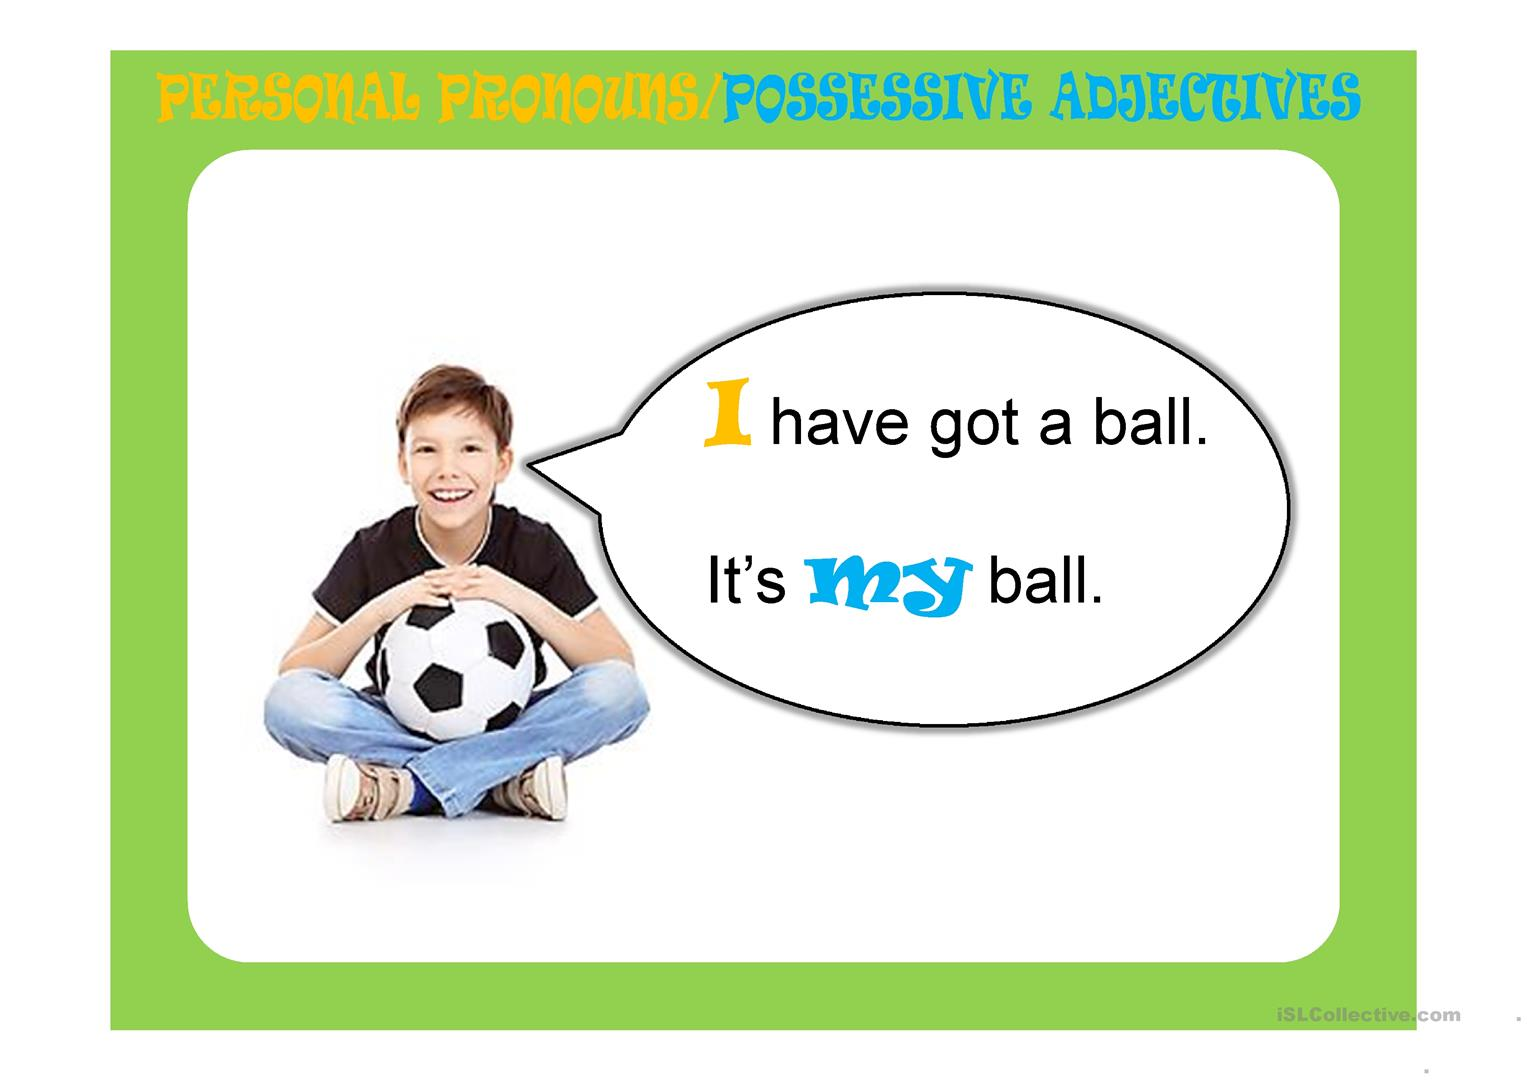 PERSONAL PRONOUNS/POSSESSIVE ADJECTIVES
I have got a ball.
It’s my ball.
iSLCollective.com